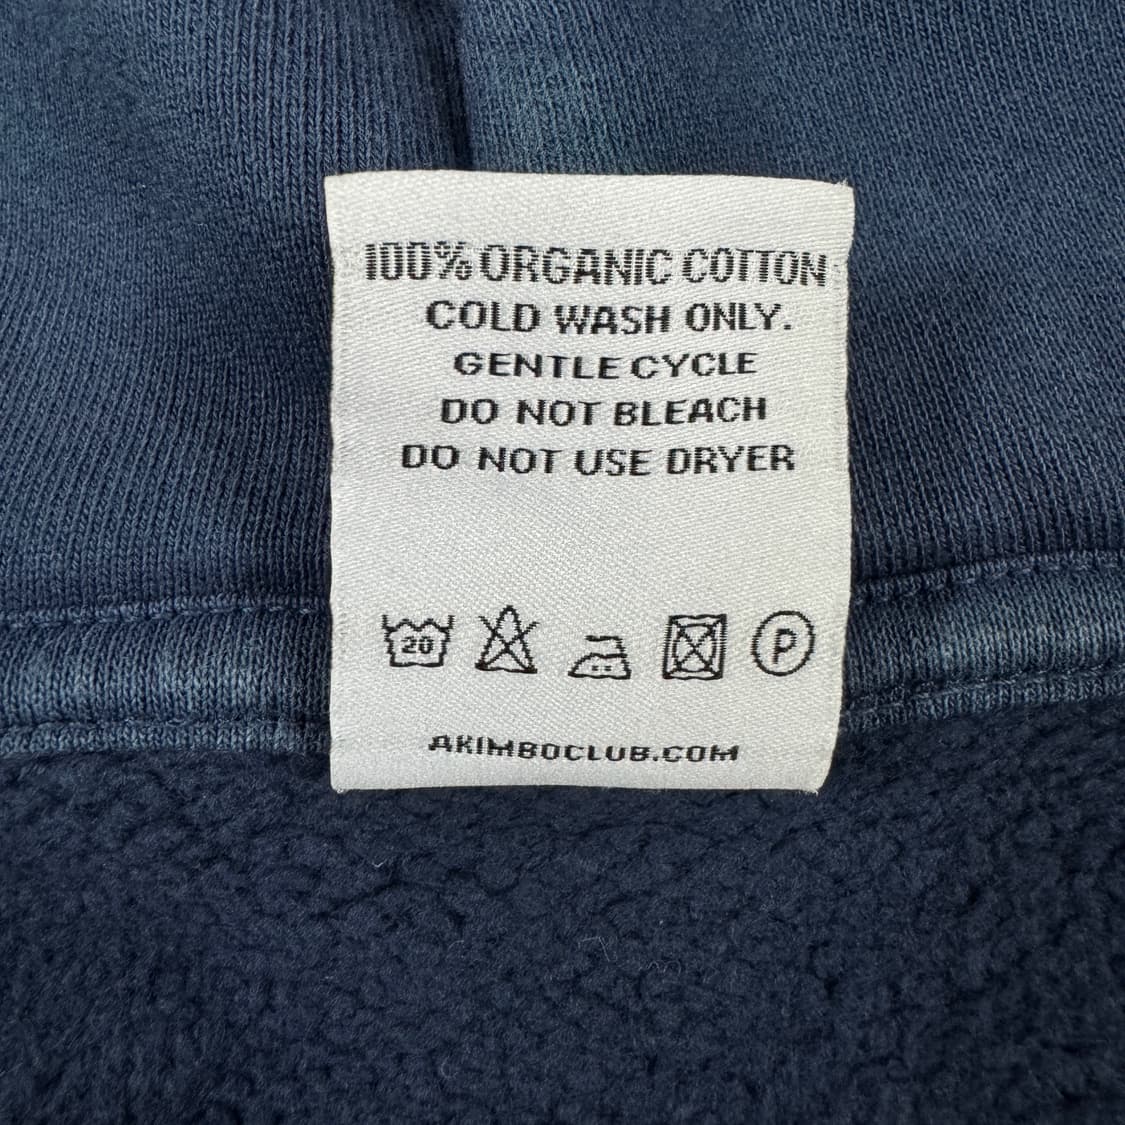 100% ORGANIC COTTON
COLD WASH ONLY.
GENTLE CYCLE
DO NOT BLEACH
DO NOT USE DRYER
20 P
AKIMBOCLUB.COM